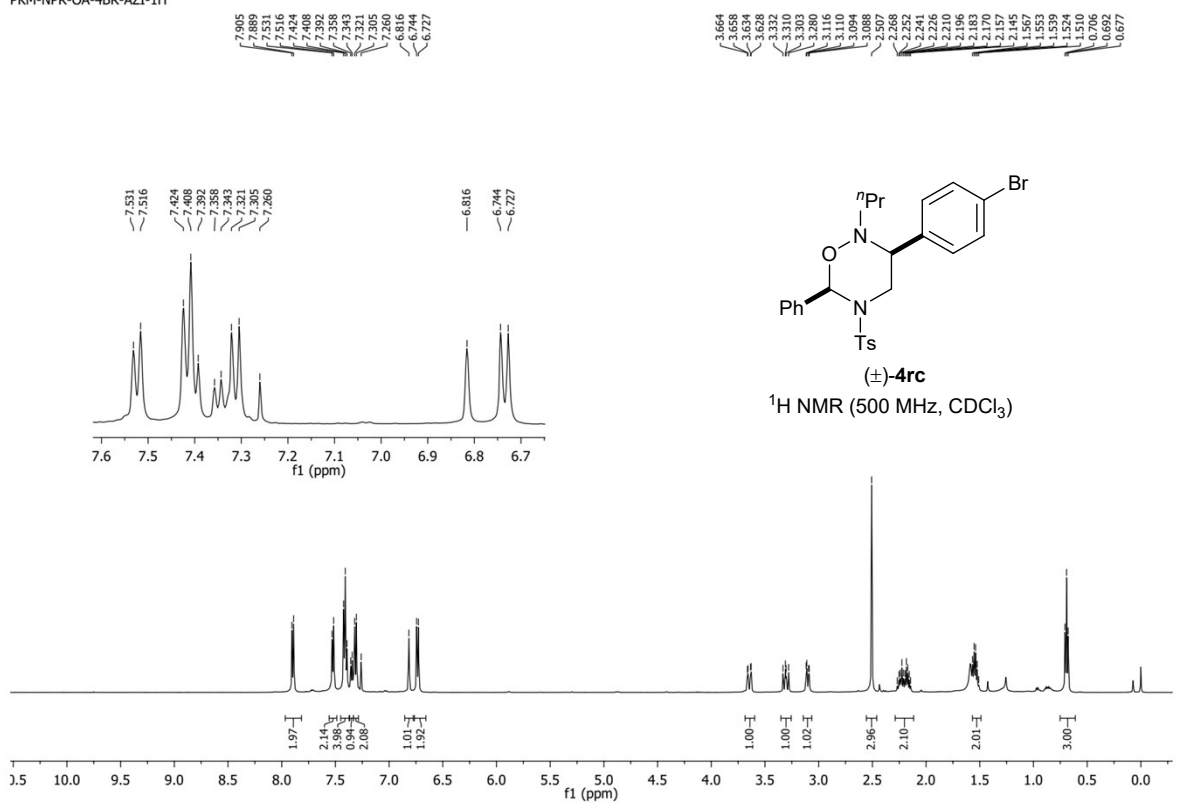 PRM-NPR-OA-4BR-AZI-1H
7.905 7.889 7.531 7.516 7.424 7.408 7.392 7.358 7.343 7.321 7.305 7.260 6.816 6.744 6.727
3.664 3.658 3.634 3.628 3.332 3.310 3.303 3.280 3.116 3.110 3.094 3.088 2.507 2.268 2.252 2.241 2.226 2.210 2.196 2.183 2.170 2.157 2.145 1.567 1.553 1.539 1.524 1.510 0.706 0.692 0.677
7.531 7.516 7.424 7.408 7.392 7.358 7.343 7.321 7.305 7.260 6.816 6.744 6.727
7.6 7.5 7.4 7.3 7.2 7.1 7.0 6.9 6.8 6.7
f1 (ppm)
Br
ⁿPr
N
O
Ph
N
Ts
(±)-4rc
¹H NMR (500 MHz, CDCl₃)
1.97 2.14 3.98 0.94 2.08 1.01 1.92 1.00 1.00 1.02 2.96 2.10 2.01 3.00
0.5 10.0 9.5 9.0 8.5 8.0 7.5 7.0 6.5 6.0 5.5 5.0 4.5 4.0 3.5 3.0 2.5 2.0 1.5 1.0 0.5 0.0
f1 (ppm)